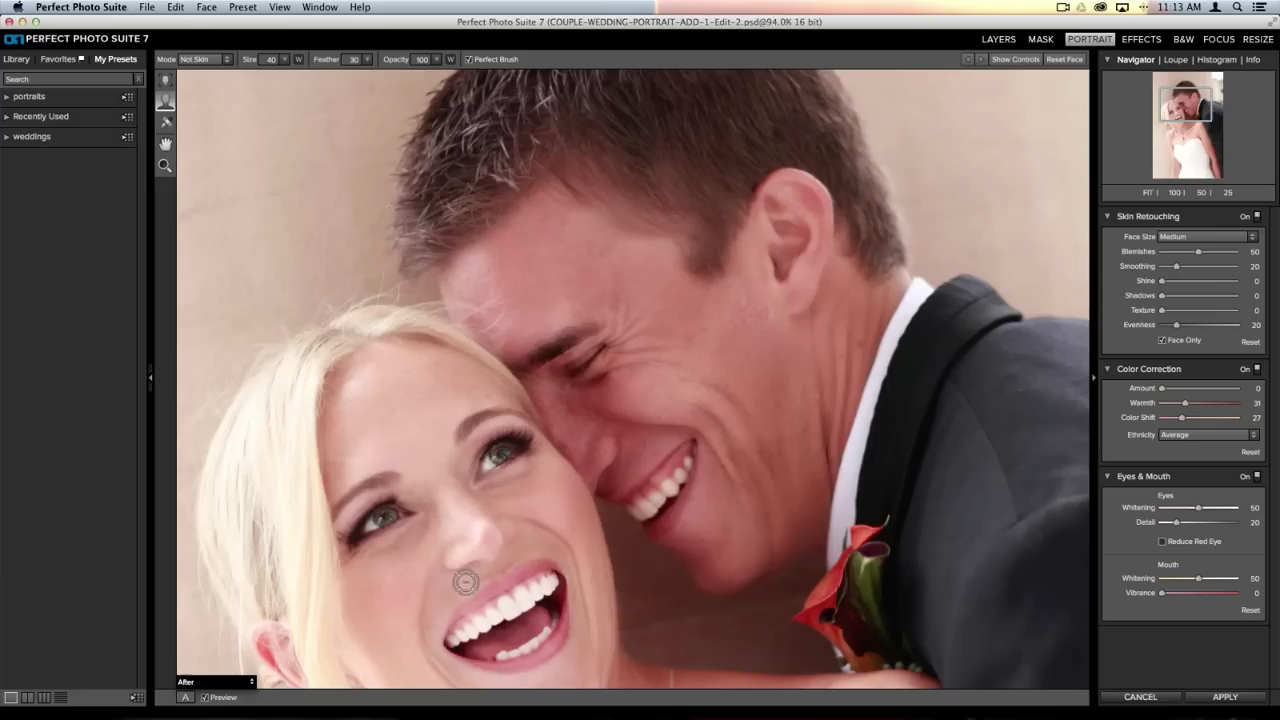 Perfect Photo Suite File Edit Face Preset View Window Help 11:13 AM
Perfect Photo Suite 7 (COUPLE-WEDDING-PORTRAIT-ADD-1-Edit-2.psd@94.0% 16 bit)
on PERFECT PHOTO SUITE 7 LAYERS MASK PORTRAIT EFFECTS B&W FOCUS RESIZE
Library Favorites My Presets Mode Not Skin Size 40 W Feather 30 Opacity 100 W Perfect Brush Show Controls Reset Face Navigator | Loupe | Histogram | Info
Search
portraits
Recently Used
weddings
FIT | 100 | 50 | 25
Skin Retouching On
Face Size Medium
Blemishes 50
Smoothing 20
Shine 0
Shadows 0
Texture 0
Evenness 20
Face Only Reset
Color Correction On
Amount 0
Warmth 31
Color Shift 27
Ethnicity Average
Reset
Eyes & Mouth On
Eyes
Whitening 50
Detail 20
Reduce Red Eye
Mouth
Whitening 50
Vibrance 0
Reset
After
A Preview CANCEL APPLY